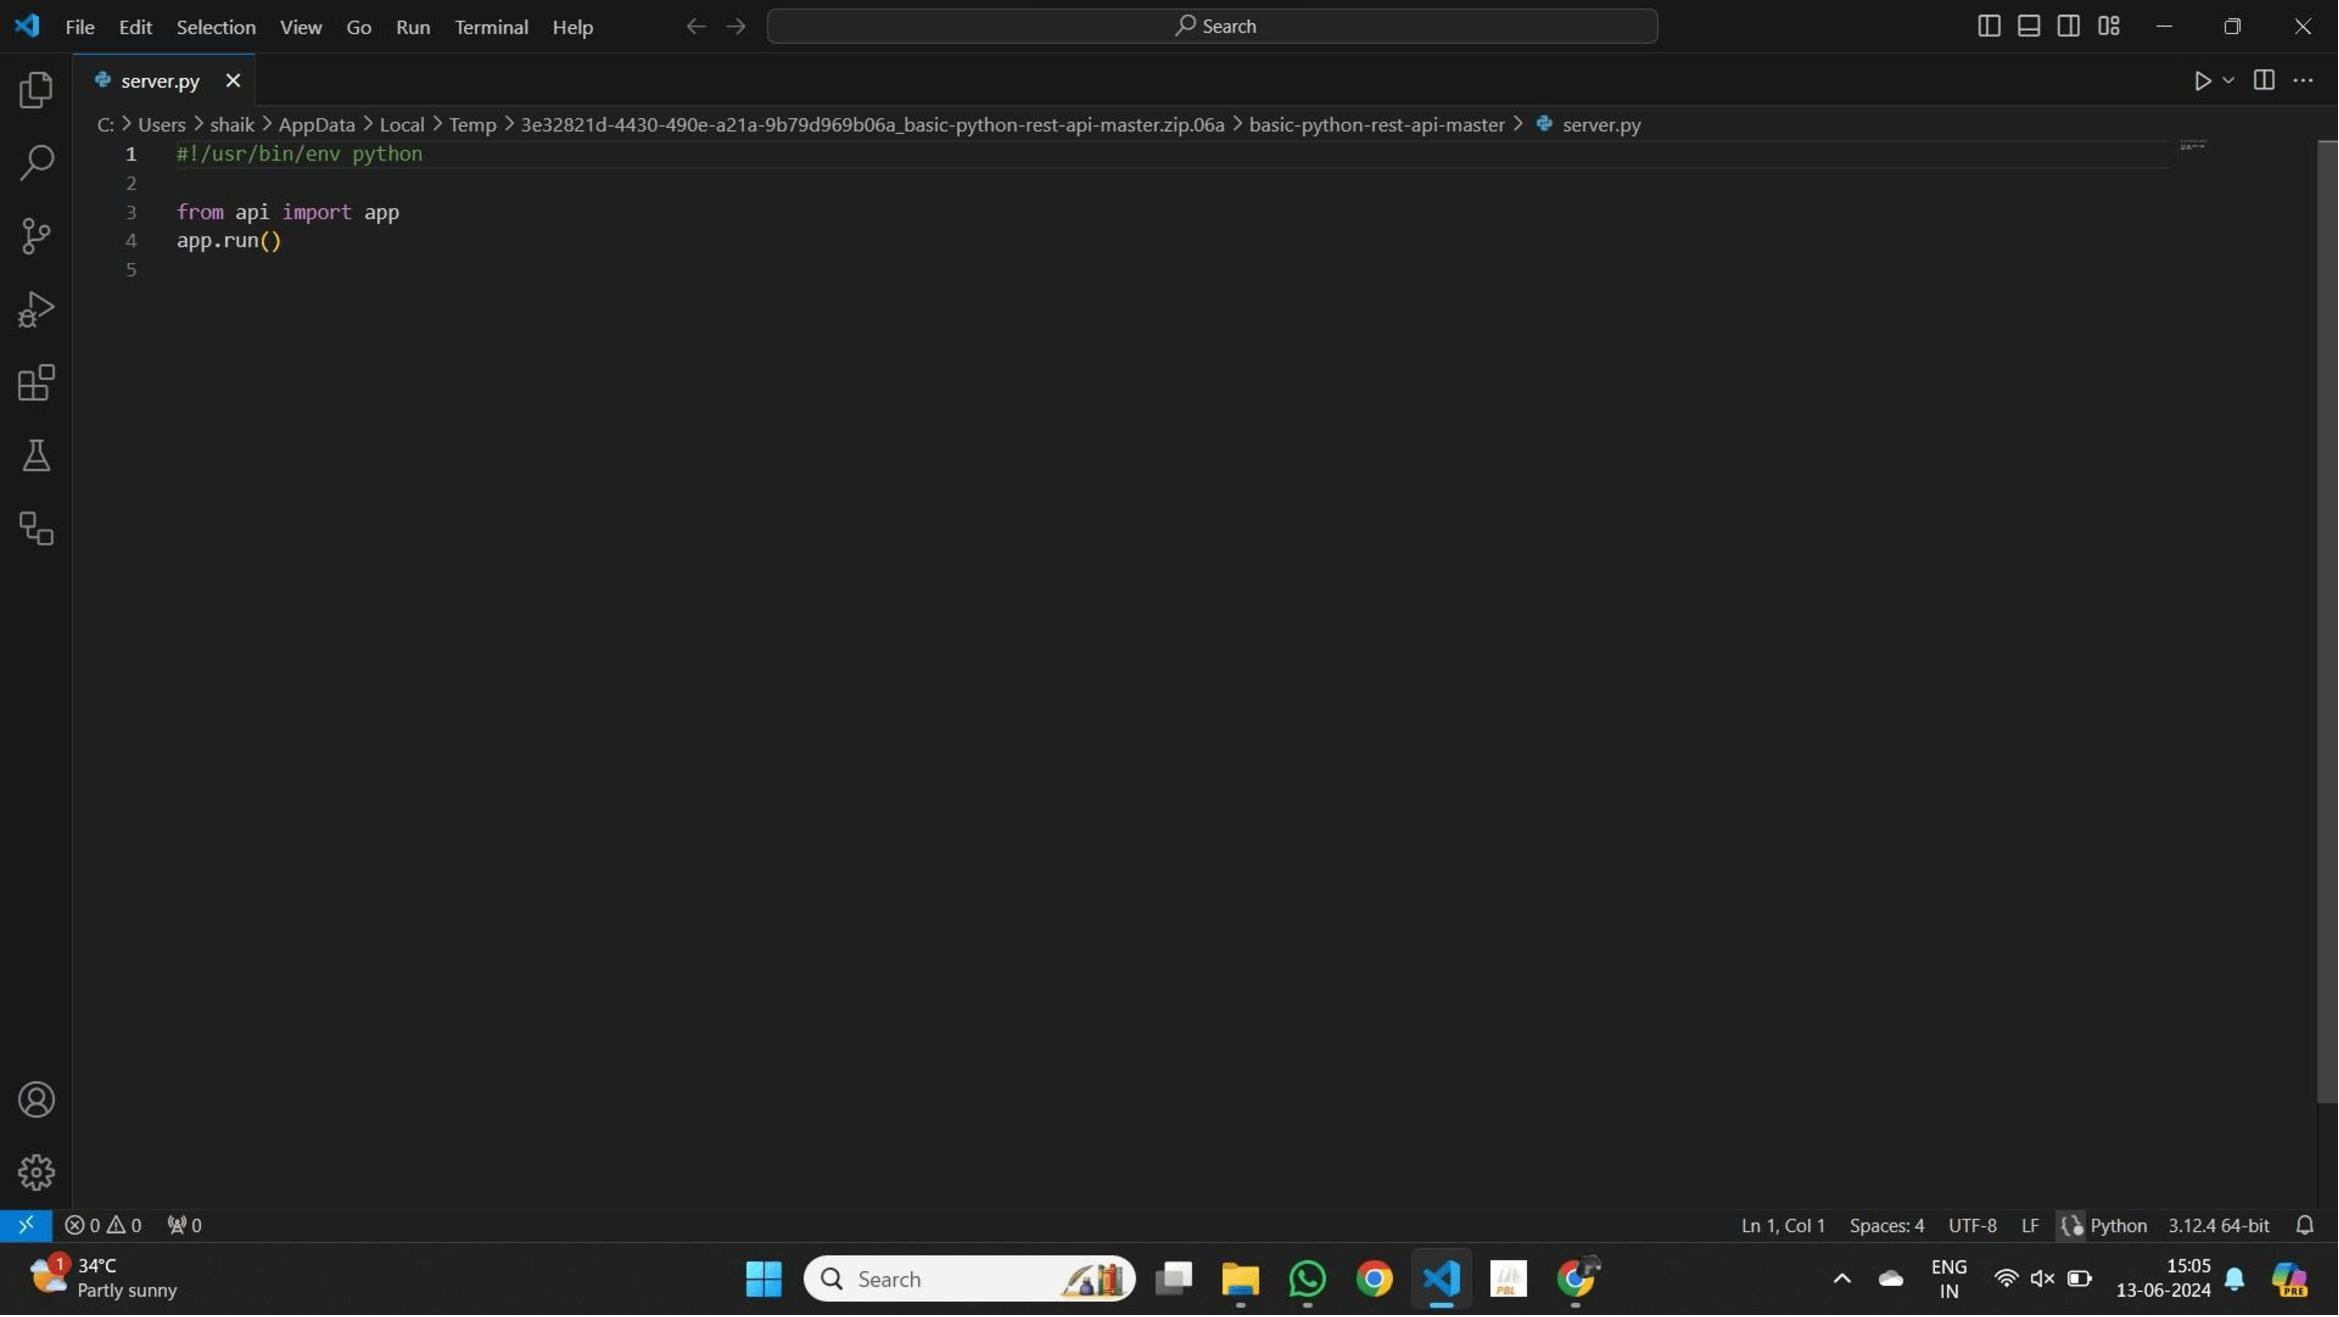 File Edit Selection View Go Run Terminal Help
Search
server.py
C: > Users > shaik > AppData > Local > Temp > 3e32821d-4430-490e-a21a-9b79d969b06a_basic-python-rest-api-master.zip.06a > basic-python-rest-api-master > server.py
1 #!/usr/bin/env python
2
3 from api import app
4 app.run()
5
0 0 0
Ln 1, Col 1 Spaces: 4 UTF-8 LF Python 3.12.4 64-bit
1
34°C
Partly sunny
Search
PBL
ENG
IN
15:05
13-06-2024
PRE